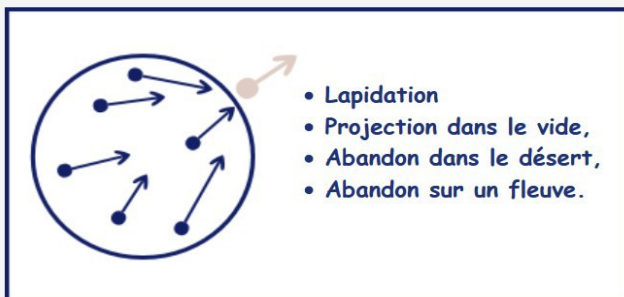 • Lapidation
• Projection dans le vide,
• Abandon dans le désert,
• Abandon sur un fleuve.